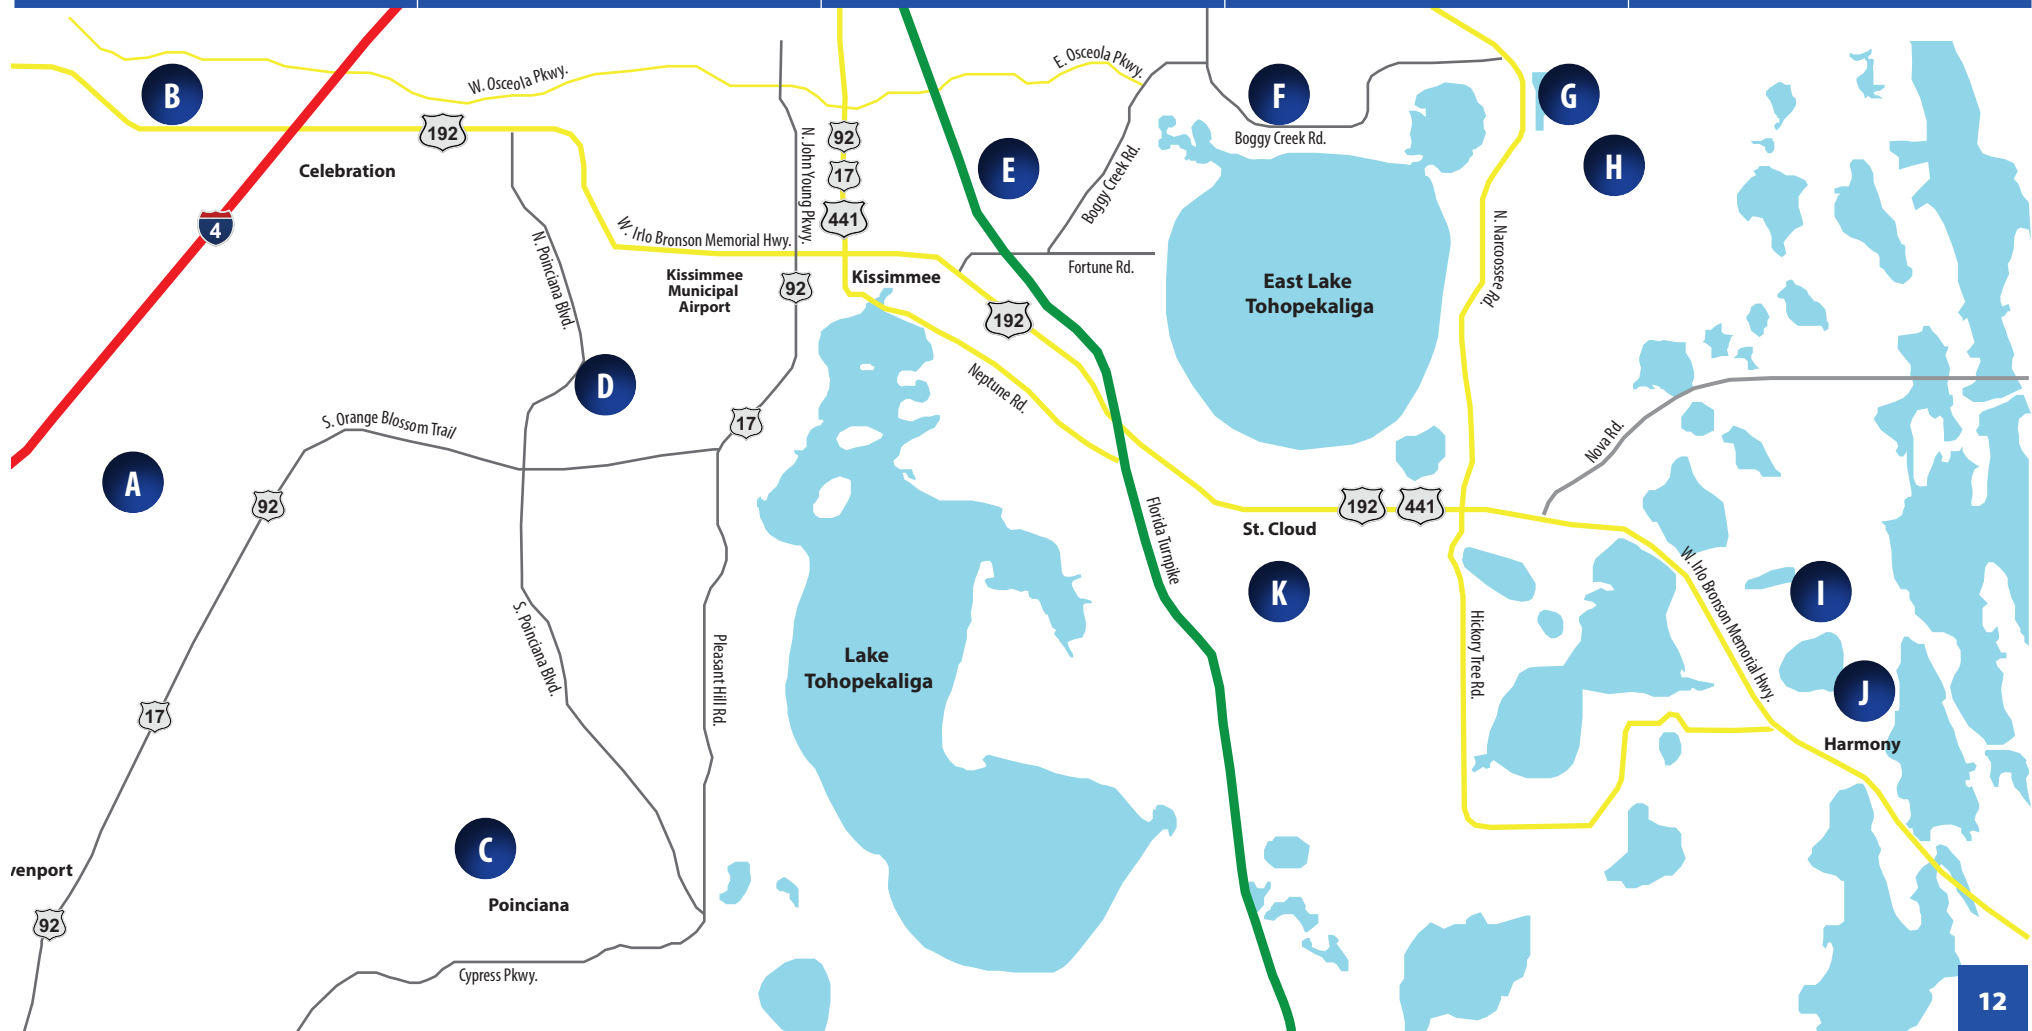 W. Osceola Pkwy.
E. Osceola Pkwy.
B
F
G
192
92
Boggy Creek Rd.
Celebration
N. John Young Pkwy.
17
E
Boggy Creek Rd.
H
4
441
N. Poinciana Blvd.
W. Irlo Bronson Memorial Hwy.
Kissimmee
Municipal
Airport
92
Kissimmee
Fortune Rd.
East Lake
Tohopekaliga
N. Narcoossee Rd.
192
D
Neptune Rd.
S. Orange Blossom Trail
17
Nova Rd.
A
92
192
441
St. Cloud
Florida Turnpike
K
W. Irlo Bronson Memorial Hwy.
I
S. Poinciana Blvd.
Pleasant Hill Rd.
Lake
Tohopekaliga
Hickory Tree Rd.
J
17
Harmony
C
venport
Poinciana
92
Cypress Pkwy.
12